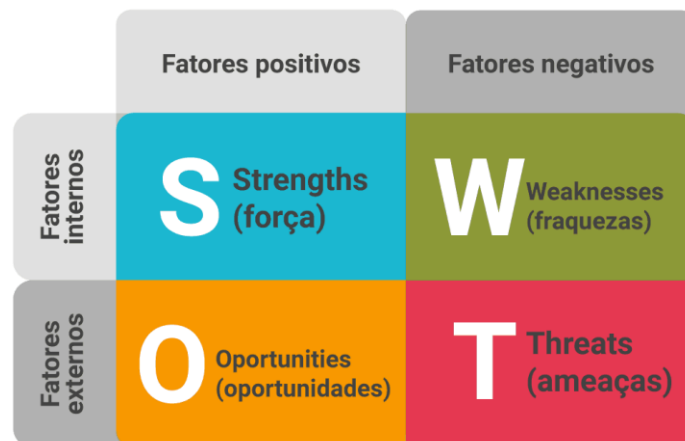 Fatores positivos
Fatores negativos
Fatores
internos
S
Strengths
(força)
W
Weaknesses
(fraquezas)
Fatores
externos
O
Oportunities
(oportunidades)
T
Threats
(ameaças)